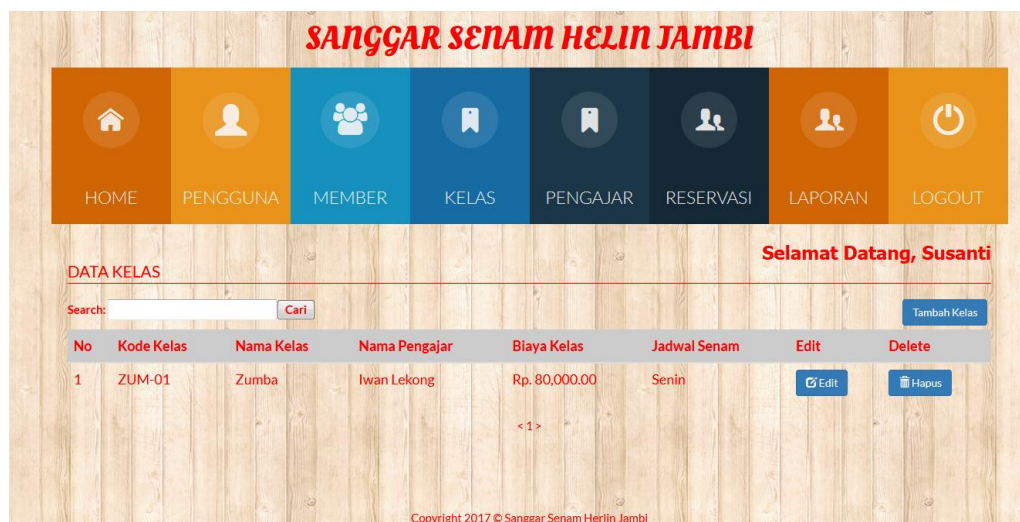 SANGGAR SENAM HELIN JAMBI
HOME PENGGUNA MEMBER KELAS PENGAJAR RESERVASI LAPORAN LOGOUT
Selamat Datang, Susanti
DATA KELAS
Search: Cari Tambah Kelas
No Kode Kelas Nama Kelas Nama Pengajar Biaya Kelas Jadwal Senam Edit Delete
1 ZUM-01 Zumba Iwan Lekong Rp. 80,000.00 Senin Edit Hapus
< 1 >
Copyright 2017 © Sanggar Senam Herlin Jambi